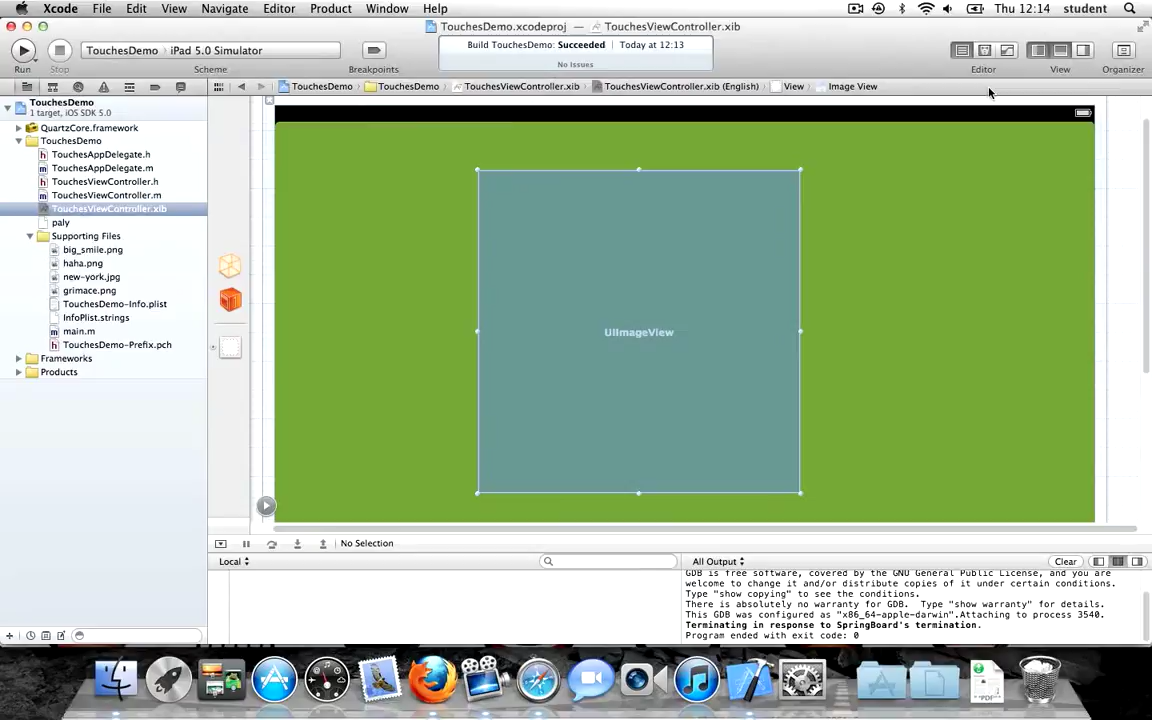 Xcode File Edit View Navigate Editor Product Window Help Thu 12:14 student
TouchesDemo.xcodeproj — TouchesViewController.xib
TouchesDemo iPad 5.0 Simulator
Build TouchesDemo: Succeeded Today at 12:13
No Issues
Run Stop Scheme Breakpoints Editor View Organizer
TouchesDemo TouchesDemo TouchesViewController.xib TouchesViewController.xib (English) View Image View
TouchesDemo
1 target, iOS SDK 5.0
QuartzCore.framework
TouchesDemo
TouchesAppDelegate.h
TouchesAppDelegate.m
TouchesViewController.h
TouchesViewController.m
TouchesViewController.xib
paly
Supporting Files
big_smile.png
haha.png
new-york.jpg
grimace.png
TouchesDemo-Info.plist
InfoPlist.strings
main.m
TouchesDemo-Prefix.pch
Frameworks
Products
UIImageView
No Selection
Local All Output Clear
GDB is free software, covered by the GNU General Public License, and you are
welcome to change it and/or distribute copies of it under certain conditions.
Type "show copying" to see the conditions.
There is absolutely no warranty for GDB. Type "show warranty" for details.
This GDB was configured as "x86_64-apple-darwin".Attaching to process 3540.
Terminating in response to SpringBoard's termination.
Program ended with exit code: 0
PDF